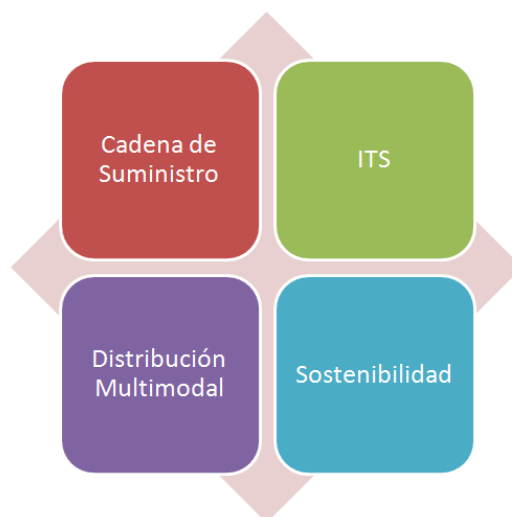 Cadena de
Suministro
ITS
Distribución
Multimodal
Sostenibilidad